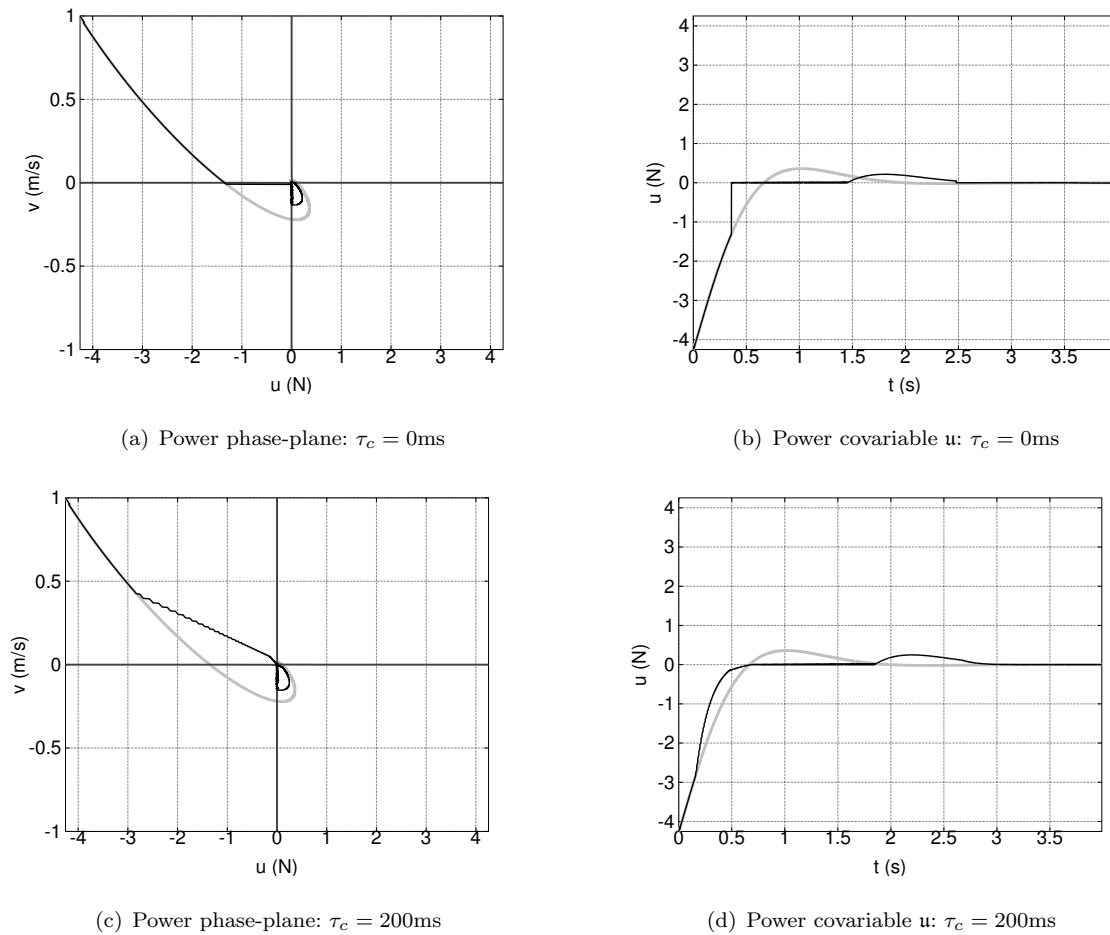 1
0.5
0
-0.5
-1
v (m/s)
-4 -3 -2 -1 0 1 2 3 4
u (N)
(a) Power phase-plane: τc = 0ms
4
3
2
1
0
-1
-2
-3
-4
u (N)
0 0.5 1 1.5 2 2.5 3 3.5
t (s)
(b) Power covariable 𝔲: τc = 0ms
1
0.5
0
-0.5
-1
v (m/s)
-4 -3 -2 -1 0 1 2 3 4
u (N)
(c) Power phase-plane: τc = 200ms
4
3
2
1
0
-1
-2
-3
-4
u (N)
0 0.5 1 1.5 2 2.5 3 3.5
t (s)
(d) Power covariable 𝔲: τc = 200ms